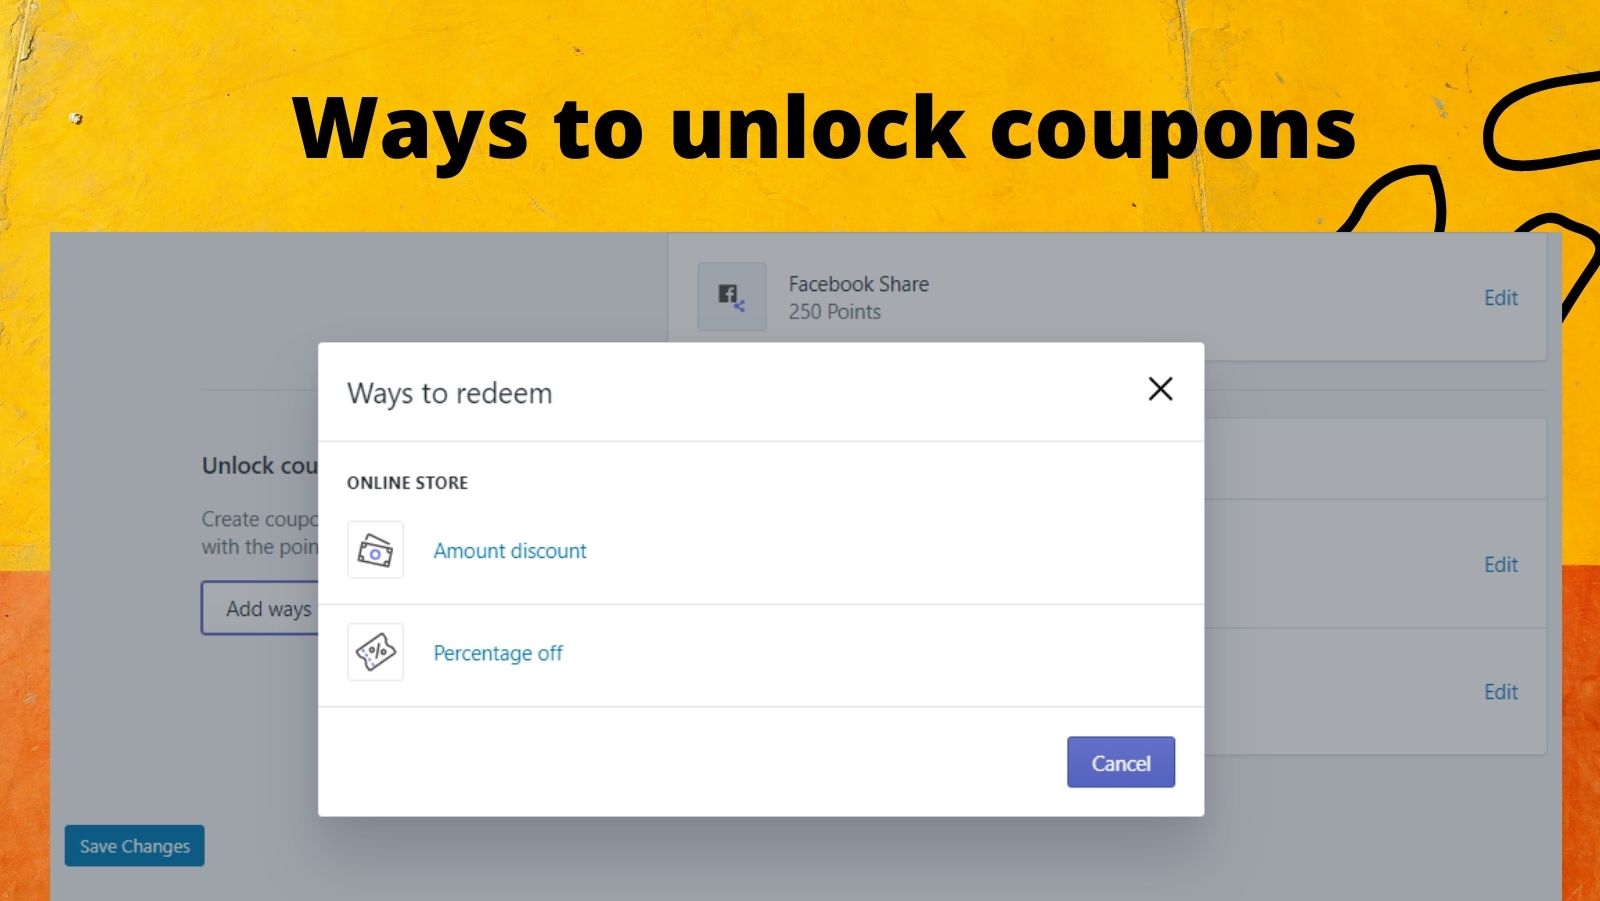 Ways to unlock coupons
Facebook Share
250 Points
Edit
Ways to redeem
Unlock cou
ONLINE STORE
Create coupo
with the poin
Amount discount
Edit
Add ways
Percentage off
Edit
Cancel
Save Changes